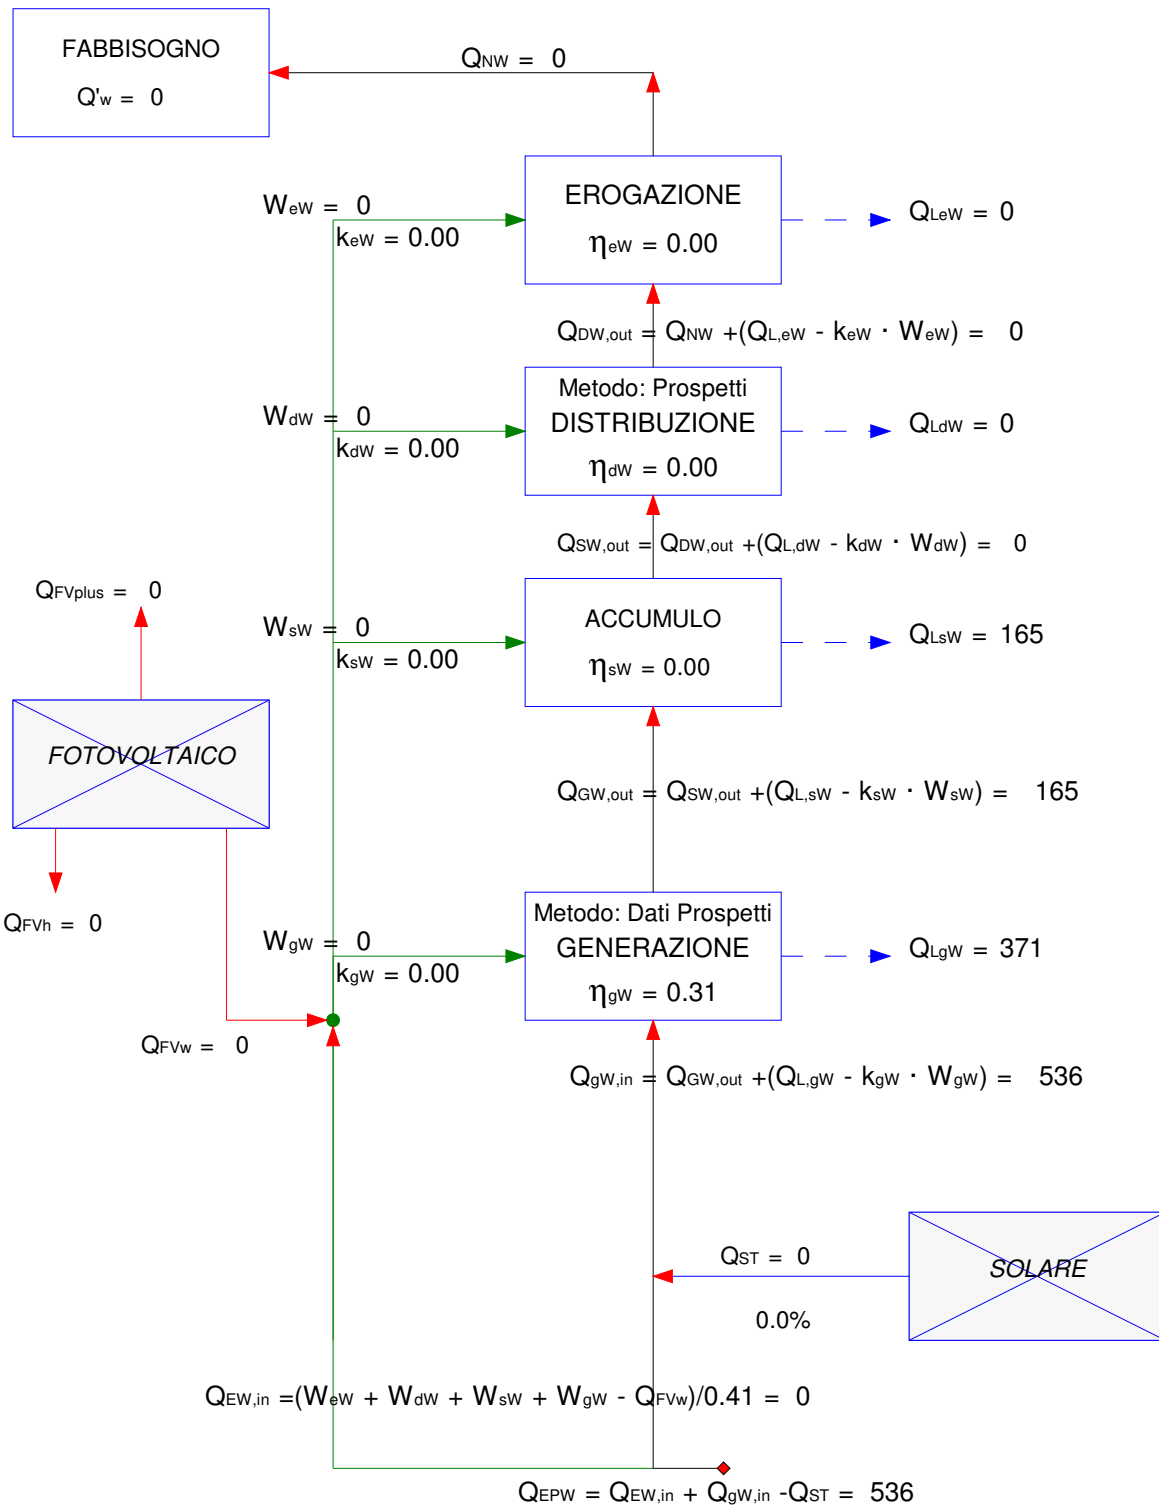 FABBISOGNO
Q'w = 0
QNW = 0
EROGAZIONE
ηeW = 0.00
WeW = 0
keW = 0.00
QLeW = 0
QDW,out = QNW +(QL,eW - keW · WeW) = 0
Metodo: Prospetti
DISTRIBUZIONE
ηdW = 0.00
WdW = 0
kdW = 0.00
QLdW = 0
QSW,out = QDW,out +(QL,dW - kdW · WdW) = 0
ACCUMULO
ηsW = 0.00
WsW = 0
ksW = 0.00
QLsW = 165
QFVplus = 0
FOTOVOLTAICO
QGW,out = QSW,out +(QL,sW - ksW · WsW) = 165
QFVh = 0
Metodo: Dati Prospetti
GENERAZIONE
ηgW = 0.31
WgW = 0
kgW = 0.00
QLgW = 371
QFVw = 0
QgW,in = QGW,out +(QL,gW - kgW · WgW) = 536
QST = 0
0.0%
SOLARE
QEW,in =(WeW + WdW + WsW + WgW - QFVw)/0.41 = 0
QEPW = QEW,in + QgW,in -QST = 536